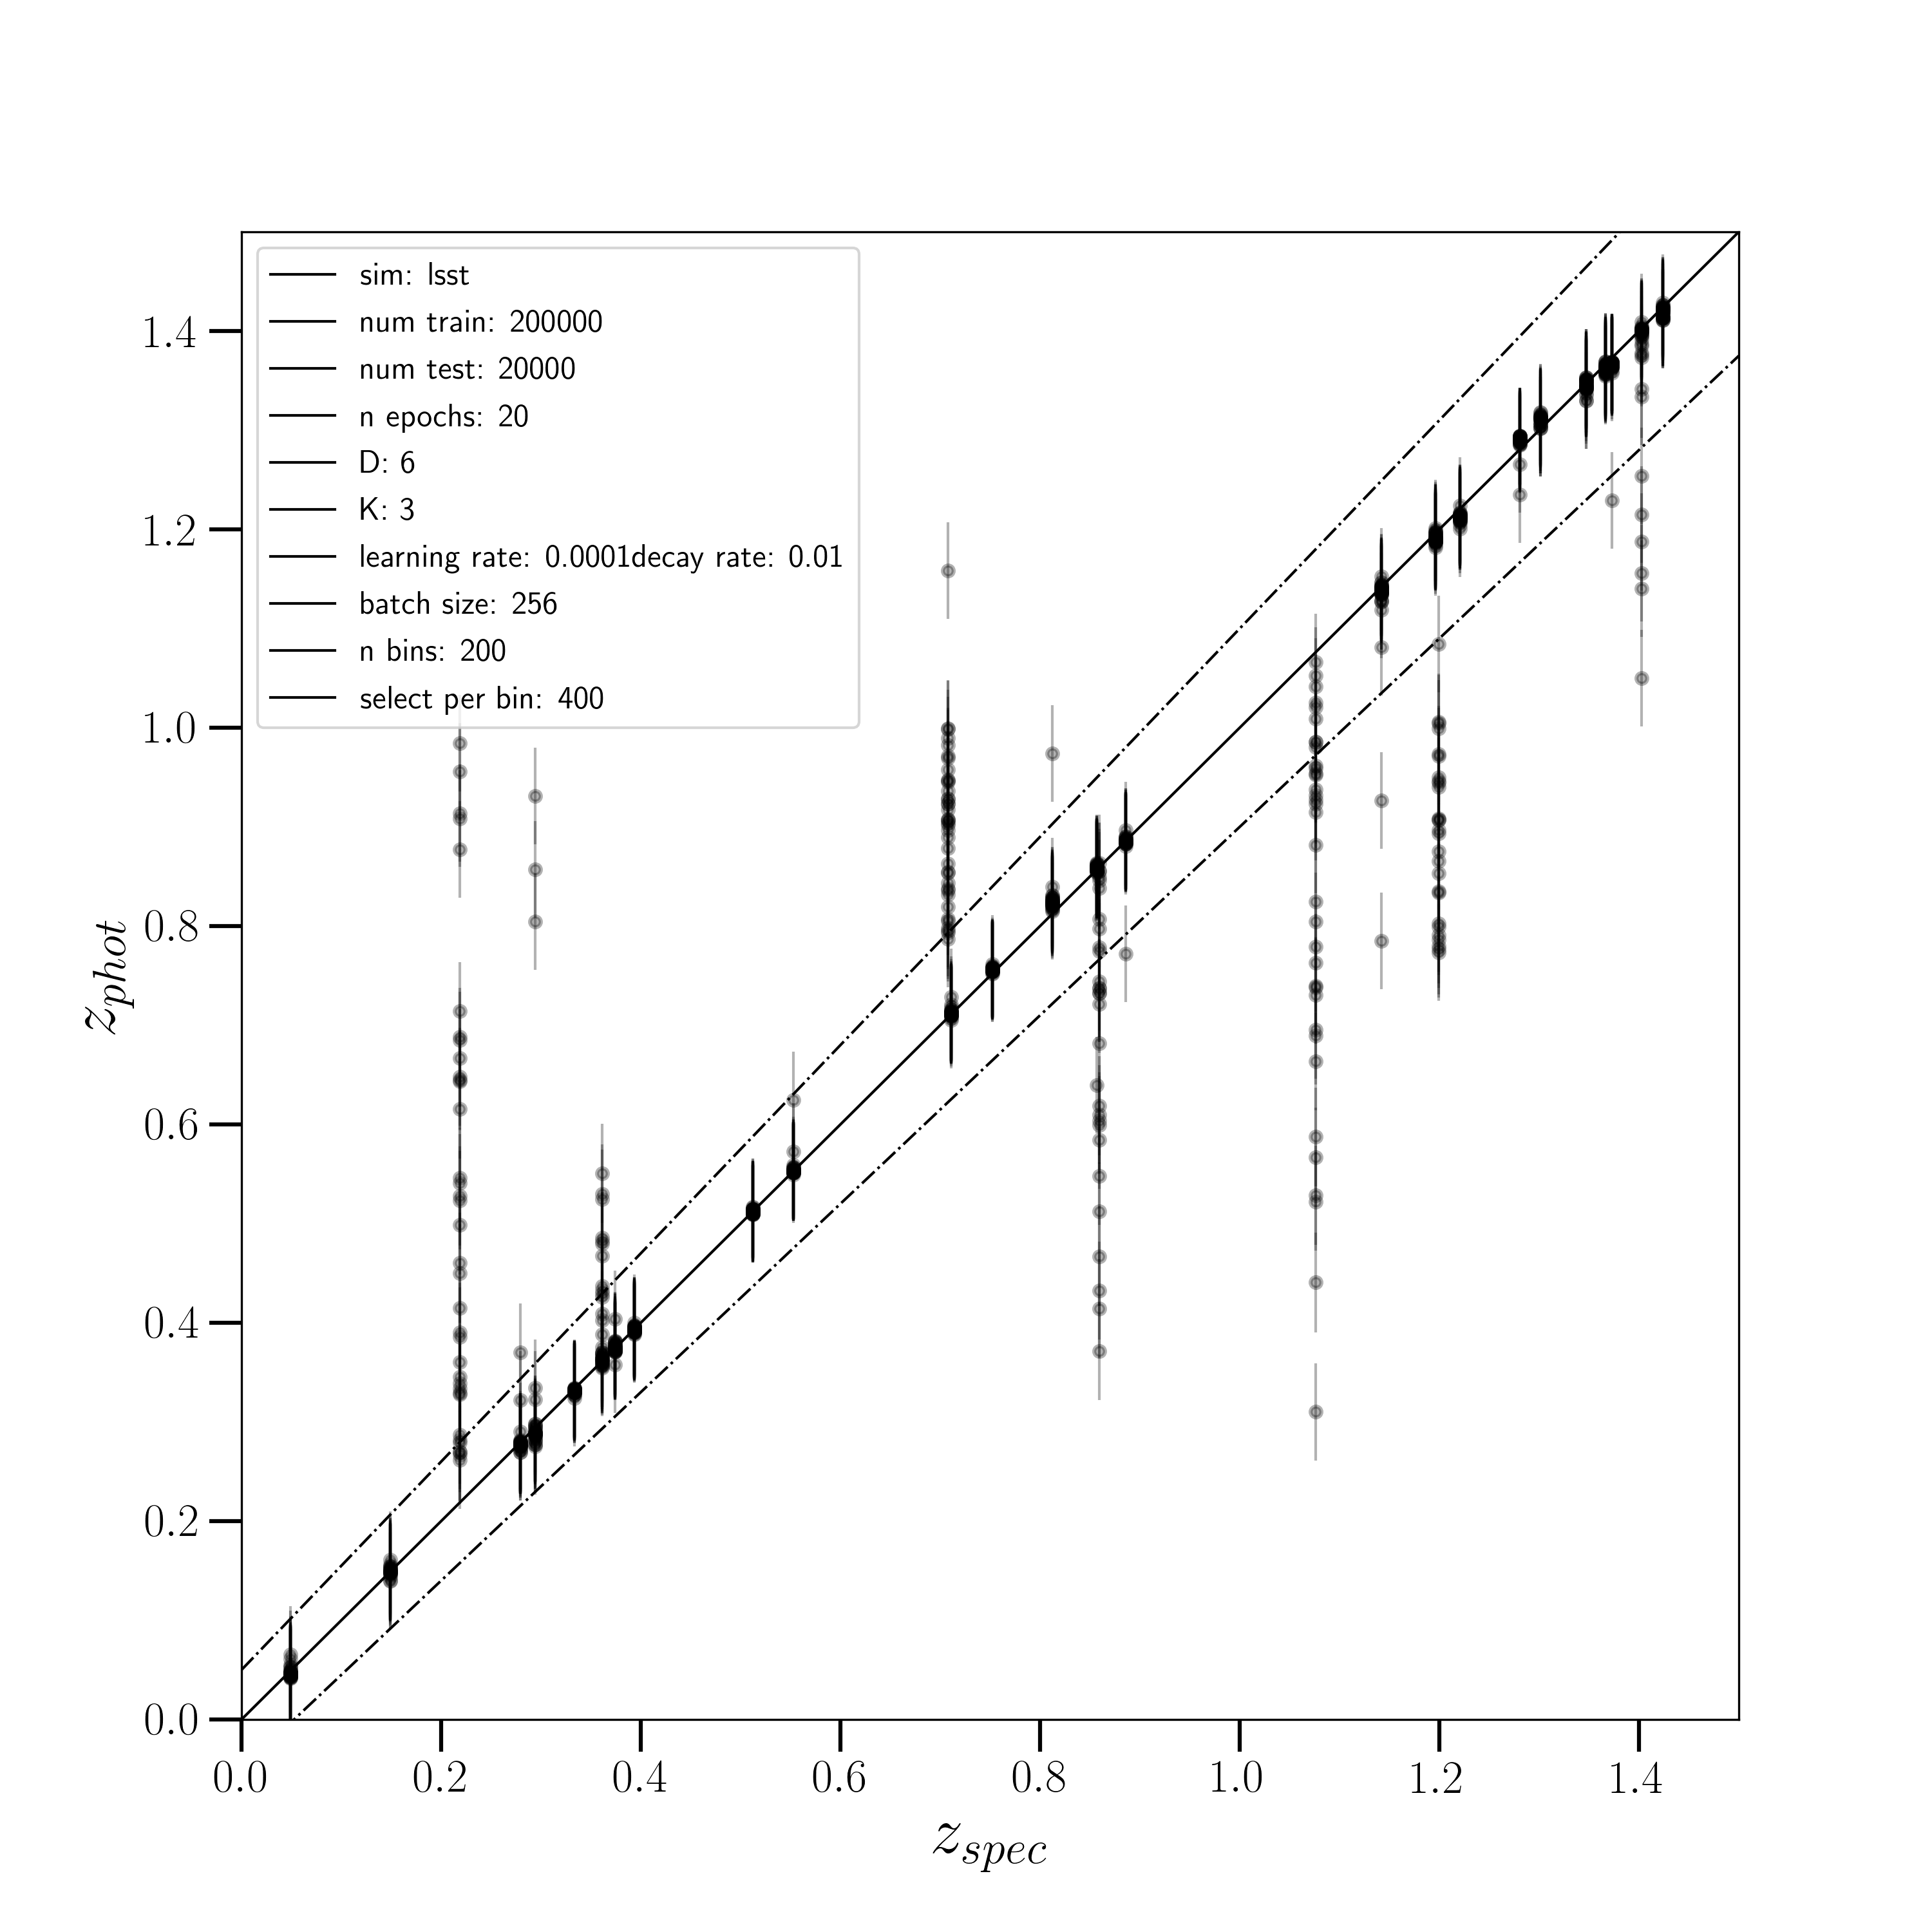 sim: lsst
num train: 200000
num test: 20000
n epochs: 20
D: 6
K: 3
learning rate: 0.0001decay rate: 0.01
batch size: 256
n bins: 200
select per bin: 400
1.4
1.2
1.0
0.8
0.6
0.4
0.2
0.0
z_phot
0.0 0.2 0.4 0.6 0.8 1.0 1.2 1.4
z_spec